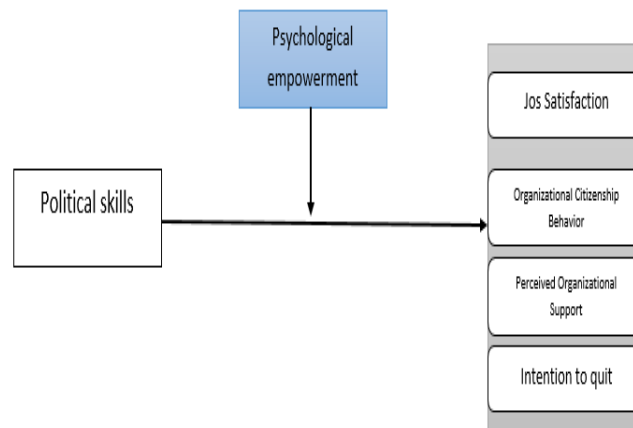 Psychological
empowerment
Jos Satisfaction
Political skills
Organizational Citizenship
Behavior
Perceived Organizational
Support
Intention to quit